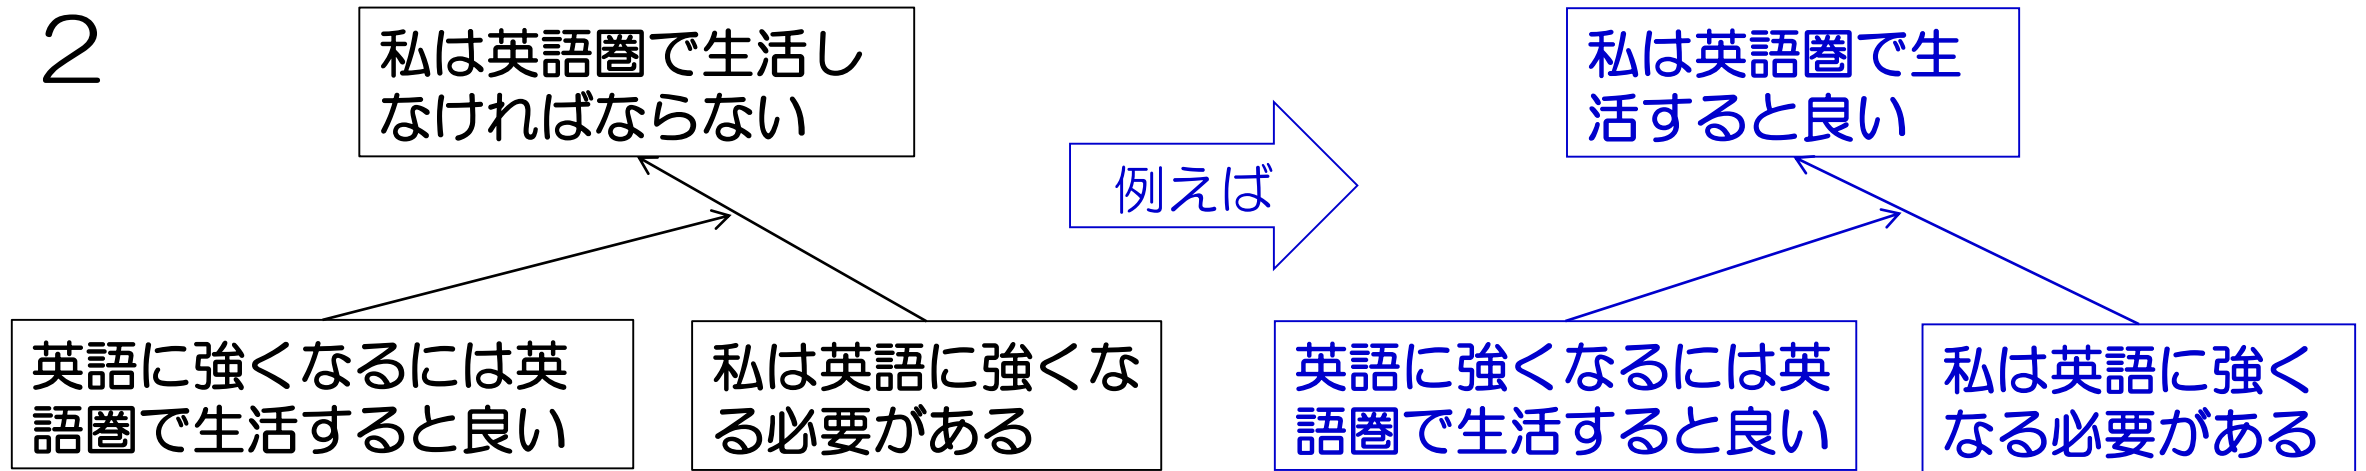 ２
私は英語圏で生活し
なければならない
英語に強くなるには英
語圏で生活すると良い
私は英語に強くな
る必要がある
例えば
私は英語圏で生
活すると良い
英語に強くなるには英
語圏で生活すると良い
私は英語に強く
なる必要がある